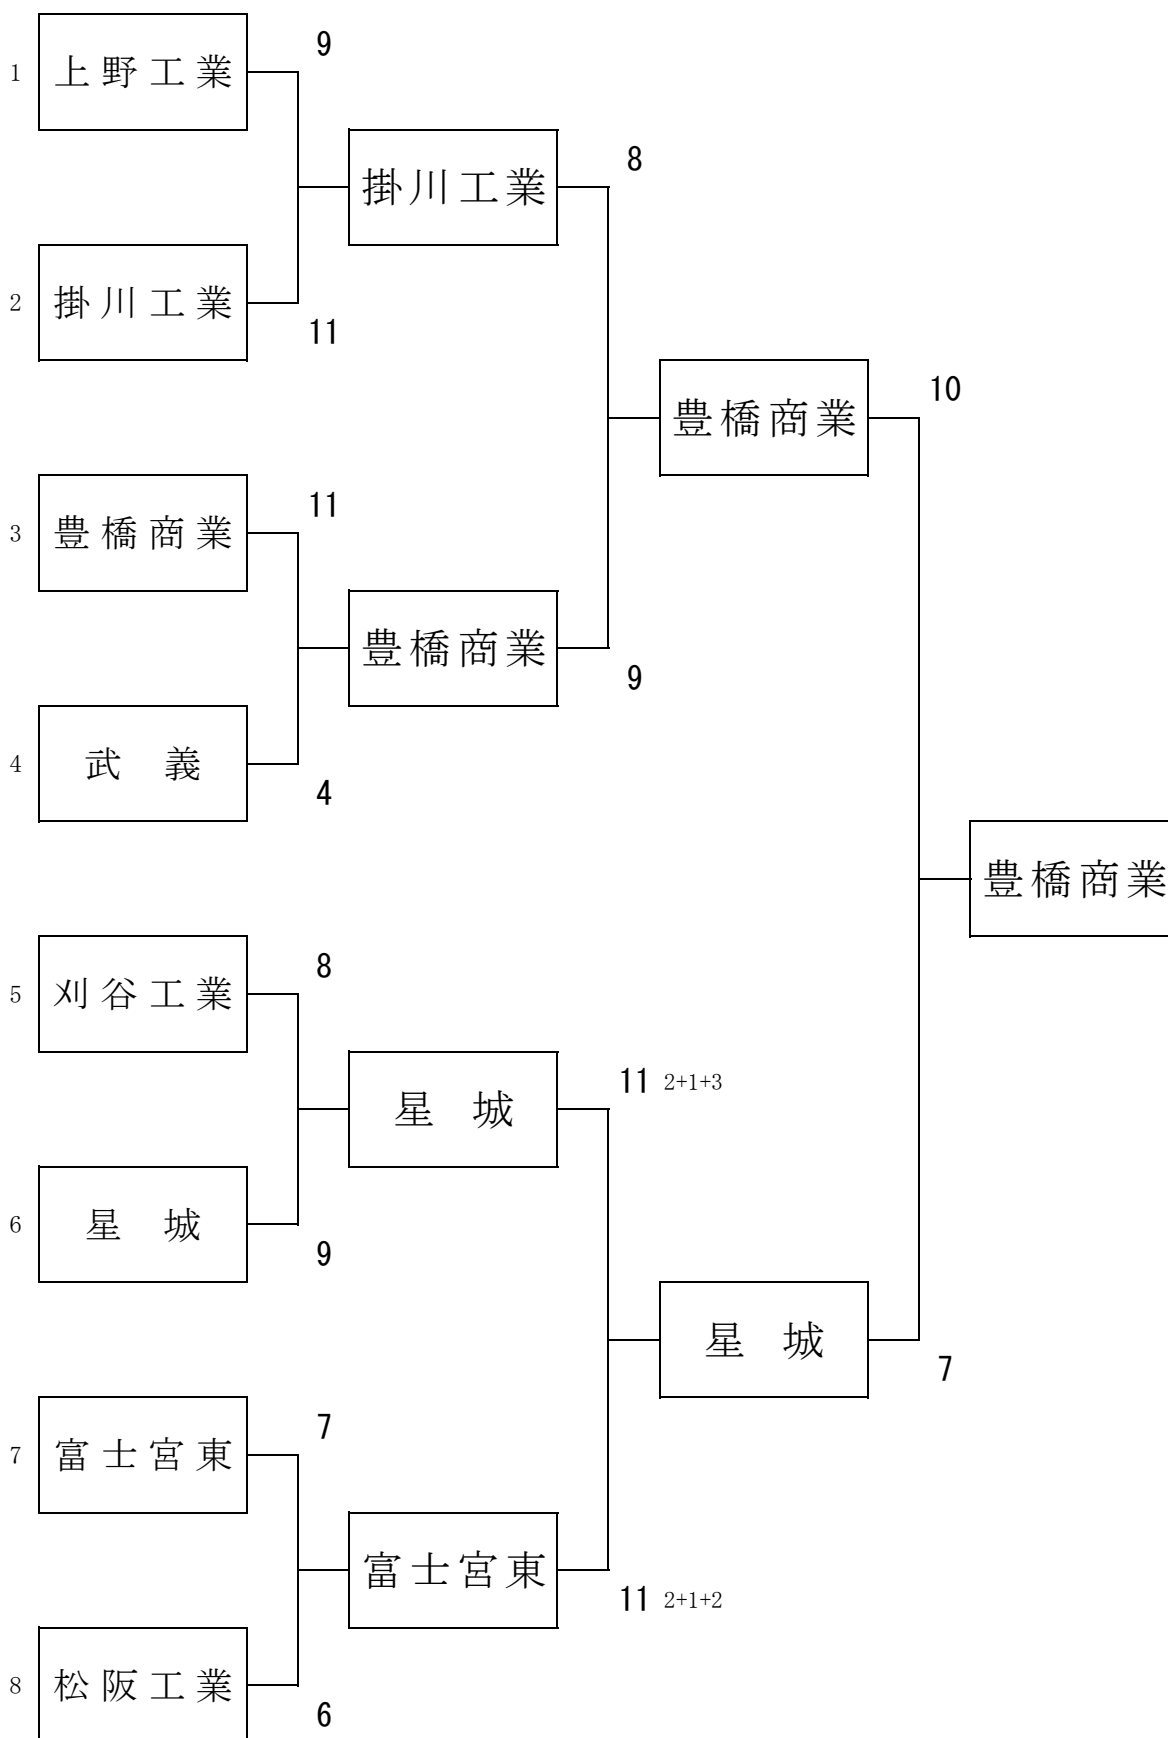 9
1 上野工業
8
掛川工業
2 掛川工業
11
10
豊橋商業
11
3 豊橋商業
豊橋商業
9
4 武 義
4
豊橋商業
8
5 刈谷工業
11 2+1+3
星 城
6 星 城
9
星 城
7
7
7 富士宮東
富士宮東
11 2+1+2
8 松阪工業
6